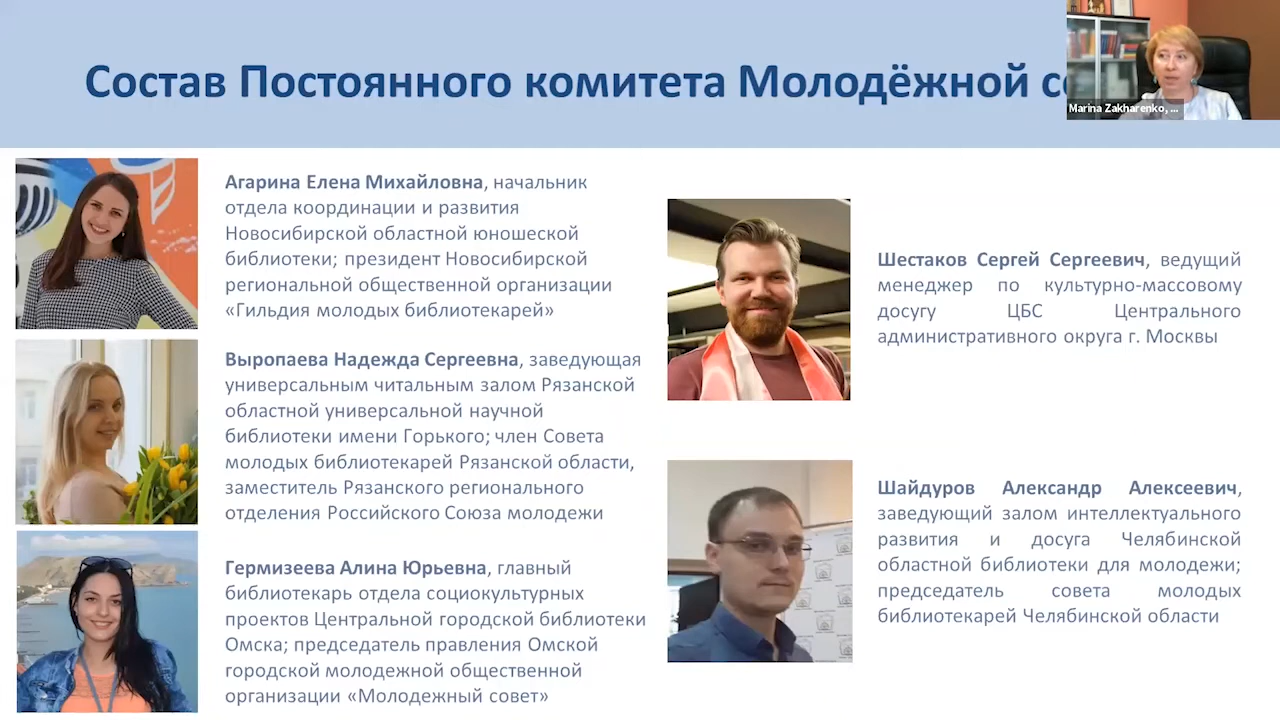 Состав Постоянного комитета Молодёжной
Marina Zakharenko, ...
Агарина Елена Михайловна, начальник
отдела координации и развития
Новосибирской областной юношеской
библиотеки; президент Новосибирской
региональной общественной организации
«Гильдия молодых библиотекарей»
Выропаева Надежда Сергеевна, заведующая
универсальным читальным залом Рязанской
областной универсальной научной
библиотеки имени Горького; член Совета
молодых библиотекарей Рязанской области,
заместитель Рязанского регионального
отделения Российского Союза молодежи
Гермизеева Алина Юрьевна, главный
библиотекарь отдела социокультурных
проектов Центральной городской библиотеки
Омска; председатель правления Омской
городской молодежной общественной
организации «Молодежный совет»
Шестаков Сергей Сергеевич, ведущий
менеджер по культурно-массовому
досугу ЦБС Центрального
административного округа г. Москвы
Шайдуров Александр Алексеевич,
заведующий залом интеллектуального
развития и досуга Челябинской
областной библиотеки для молодежи;
председатель совета молодых
библиотекарей Челябинской области